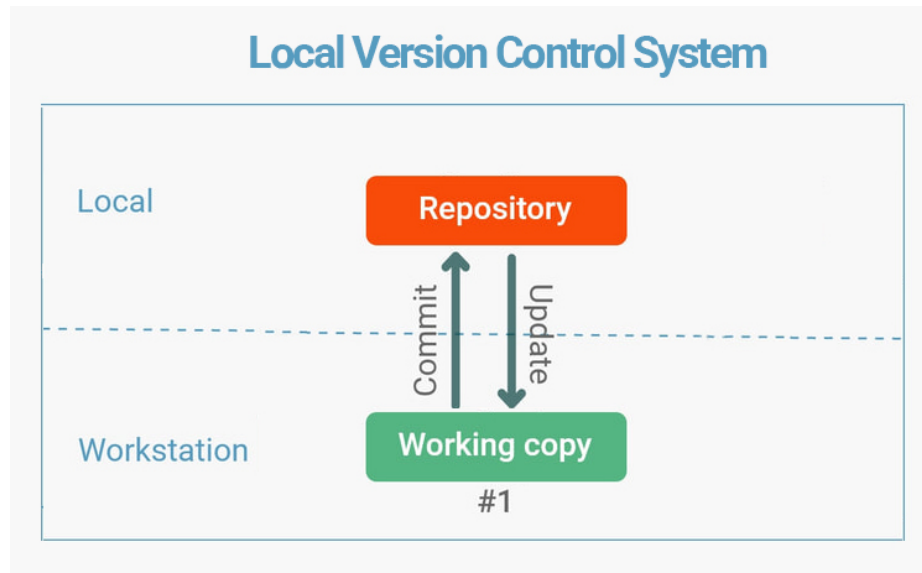 Local Version Control System
Local
Repository
Commit
Update
Workstation
Working copy
#1